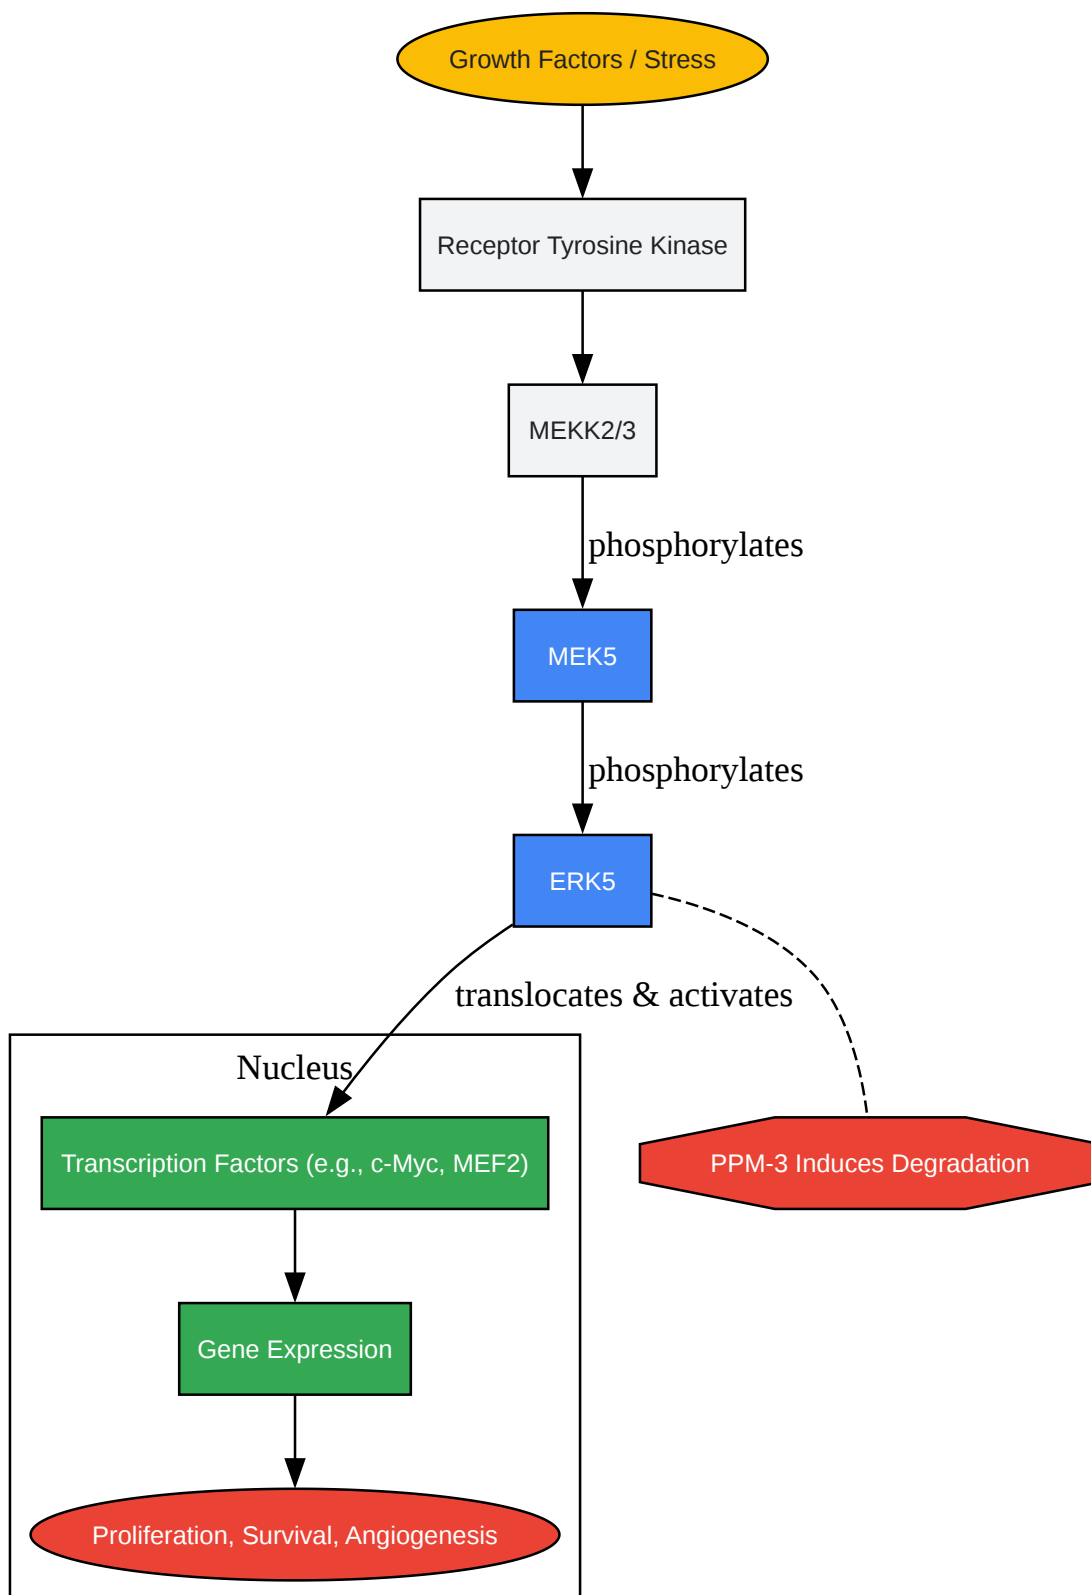 Growth Factors / Stress
Receptor Tyrosine Kinase
MEKK2/3
phosphorylates
MEK5
phosphorylates
ERK5
translocates & activates
Nucleus
Transcription Factors (e.g., c-Myc, MEF2)
PPM-3 Induces Degradation
Gene Expression
Proliferation, Survival, Angiogenesis